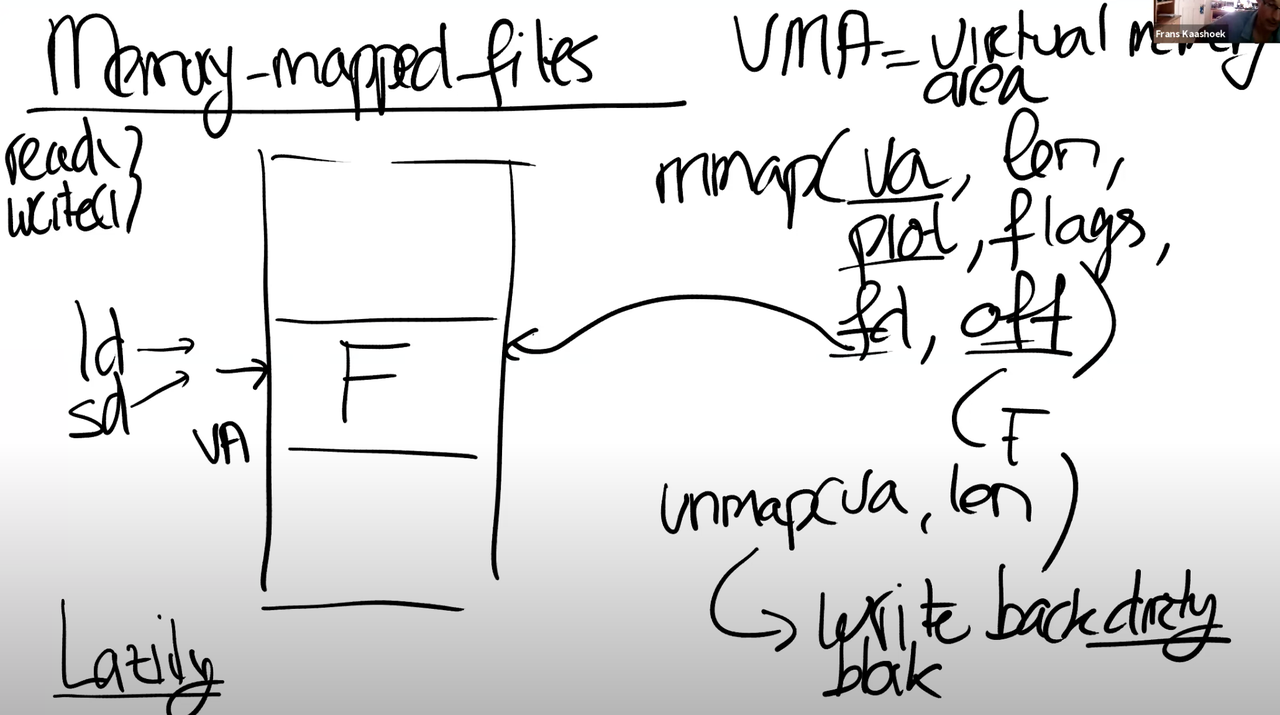 Memory-mapped files
VMA = virtual memory
area
Frans Kaashoek
read()
write()
mmap(va, len,
prot, flags,
fd, off)
F
ld
sd
VA
F
unmap(va, len)
write back dirty
block
Lazily